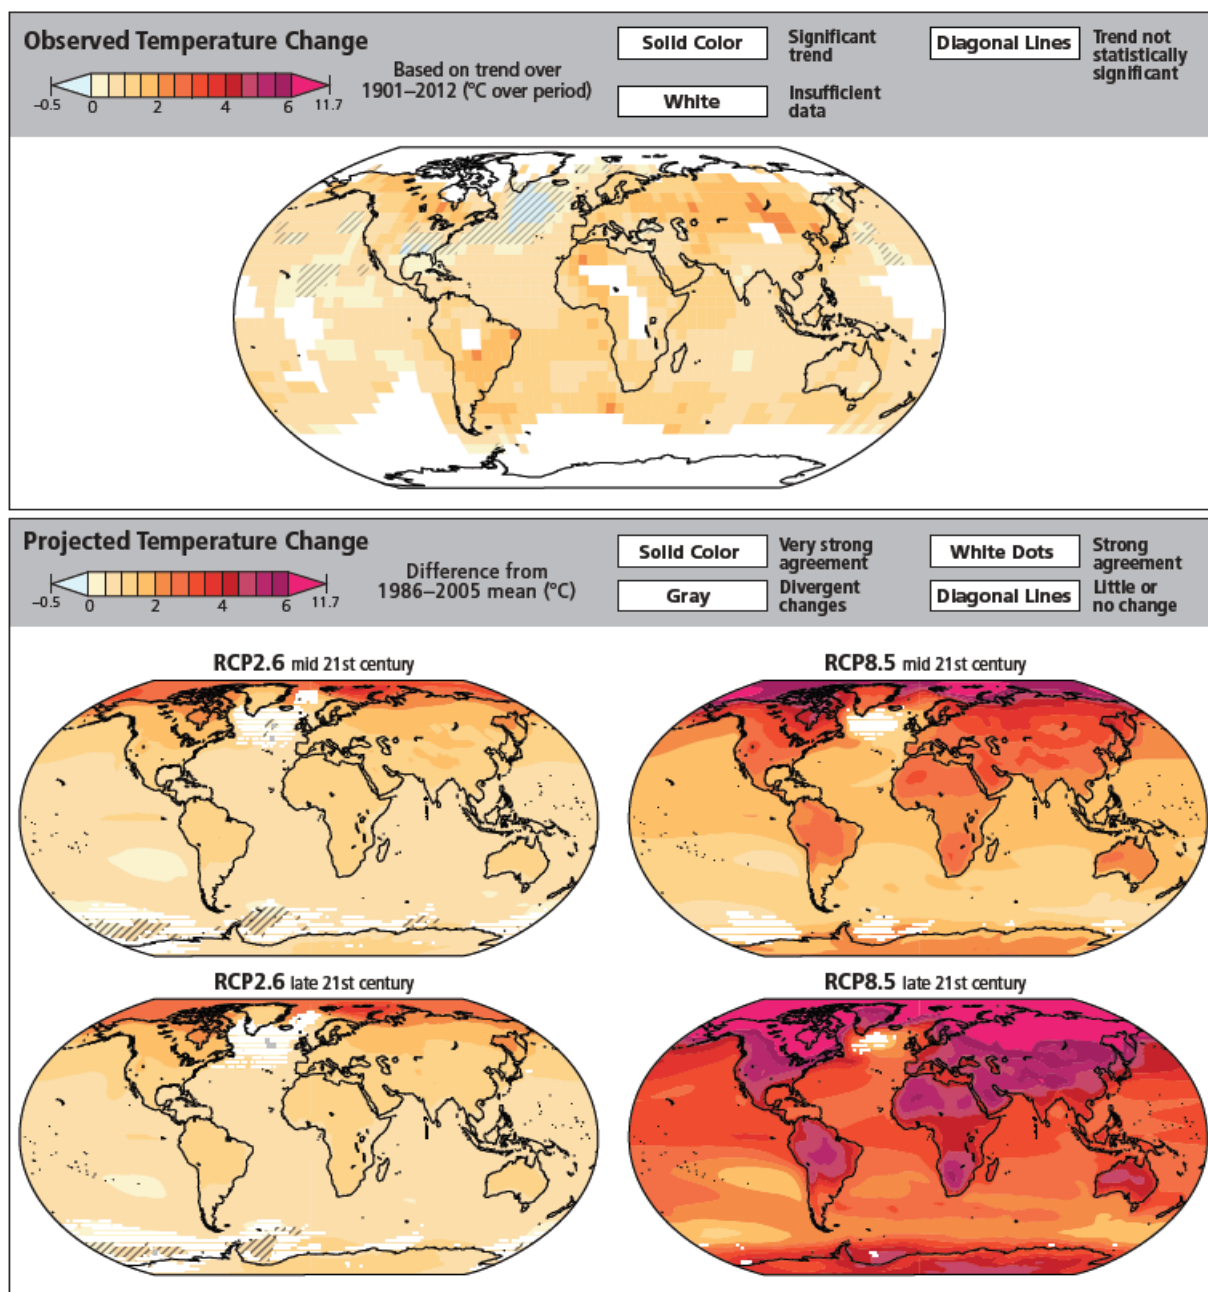 Observed Temperature Change
−0.5 0 2 4 6 11.7
Based on trend over
1901–2012 (°C over period)
Solid Color
Significant
trend
White
Insufficient
data
Diagonal Lines
Trend not
statistically
significant
Projected Temperature Change
−0.5 0 2 4 6 11.7
Difference from
1986–2005 mean (°C)
Solid Color
Very strong
agreement
Gray
Divergent
changes
White Dots
Strong
agreement
Diagonal Lines
Little or
no change
RCP2.6 mid 21st century
RCP8.5 mid 21st century
RCP2.6 late 21st century
RCP8.5 late 21st century